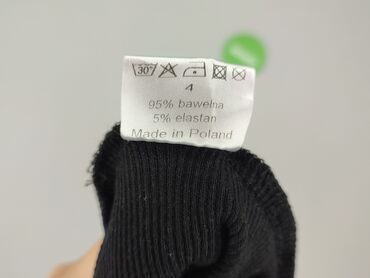 30°
4
95% bawełna
5% elastan
Made in Poland